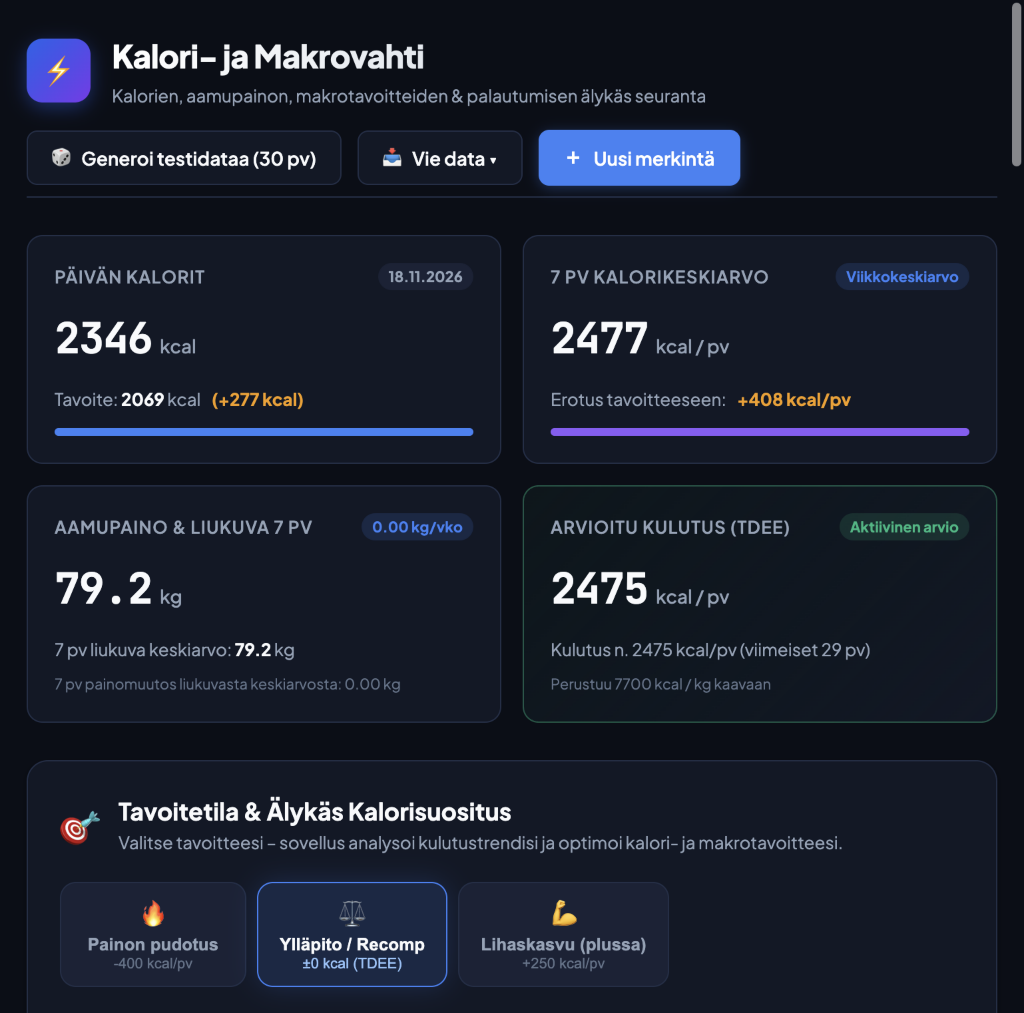 Kalori- ja Makrovahti
Kalorien, aamupainon, makrotavoitteiden & palautumisen älykäs seuranta
Generoi testidataa (30 pv)
Vie data ▾
+ Uusi merkintä
PÄIVÄN KALORIT
18.11.2026
2346 kcal
Tavoite: 2069 kcal (+277 kcal)
7 PV KALORIKESKIARVO
Viikkokeskiarvo
2477 kcal / pv
Erotus tavoitteeseen: +408 kcal/pv
AAMUPAINO & LIUKUVA 7 PV
0.00 kg/vko
79.2 kg
7 pv liukuva keskiarvo: 79.2 kg
7 pv painomuutos liukuvasta keskiarvosta: 0.00 kg
ARVIOITU KULUTUS (TDEE)
Aktiivinen arvio
2475 kcal / pv
Kulutus n. 2475 kcal/pv (viimeiset 29 pv)
Perustuu 7700 kcal / kg kaavaan
Tavoitetila & Älykäs Kalorisuositus
Valitse tavoitteesi – sovellus analysoi kulutustrendisi ja optimoi kalori- ja makrotavoitteesi.
Painon pudotus
-400 kcal/pv
Ylläpito / Recomp
±0 kcal (TDEE)
Lihaskasvu (plussa)
+250 kcal/pv